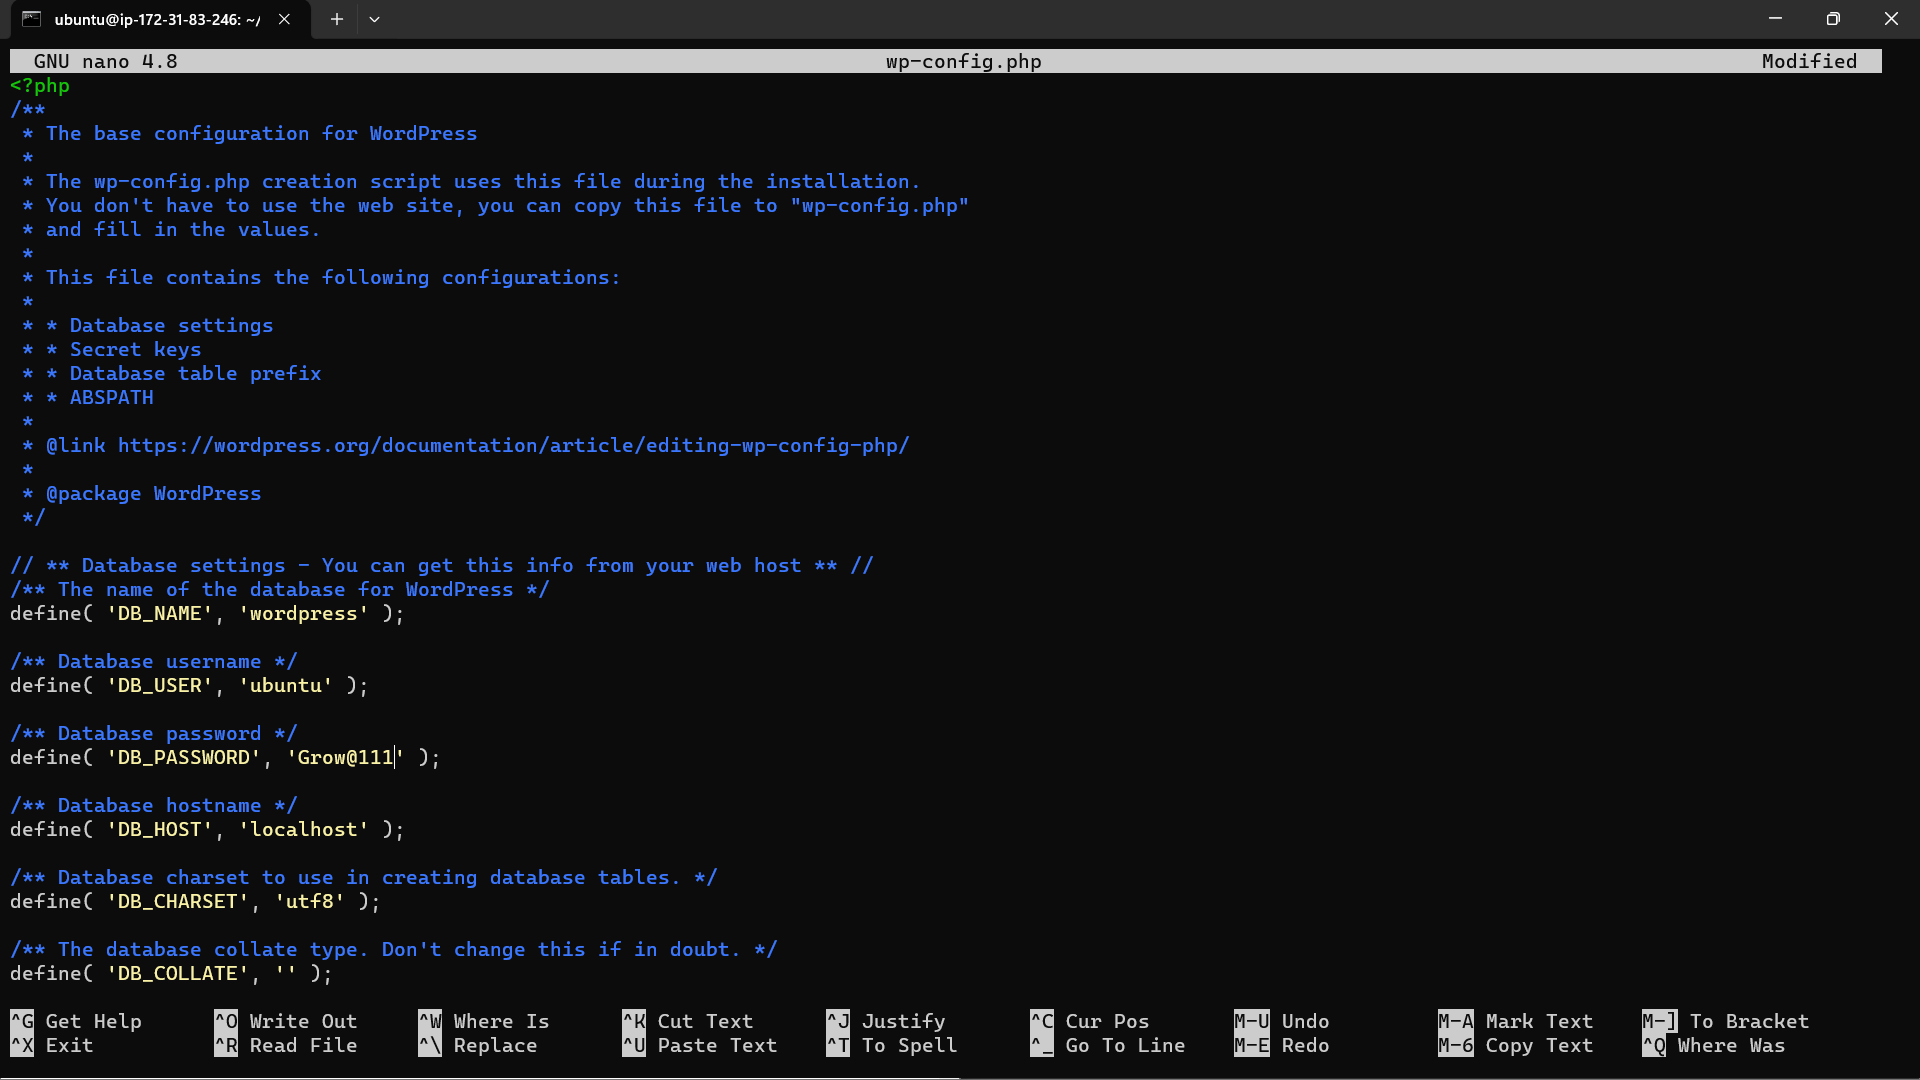 ubuntu@ip-172-31-83-246: ~/
GNU nano 4.8 wp-config.php Modified
<?php
/**
 * The base configuration for WordPress
 *
 * The wp-config.php creation script uses this file during the installation.
 * You don't have to use the web site, you can copy this file to "wp-config.php"
 * and fill in the values.
 *
 * This file contains the following configurations:
 *
 * * Database settings
 * * Secret keys
 * * Database table prefix
 * * ABSPATH
 *
 * @link https://wordpress.org/documentation/article/editing-wp-config-php/
 *
 * @package WordPress
 */
// ** Database settings - You can get this info from your web host ** //
/** The name of the database for WordPress */
define( 'DB_NAME', 'wordpress' );
/** Database username */
define( 'DB_USER', 'ubuntu' );
/** Database password */
define( 'DB_PASSWORD', 'Grow@111' );
/** Database hostname */
define( 'DB_HOST', 'localhost' );
/** Database charset to use in creating database tables. */
define( 'DB_CHARSET', 'utf8' );
/** The database collate type. Don't change this if in doubt. */
define( 'DB_COLLATE', '' );
^G Get Help ^O Write Out ^W Where Is ^K Cut Text ^J Justify ^C Cur Pos M-U Undo M-A Mark Text M-] To Bracket
^X Exit ^R Read File ^\ Replace ^U Paste Text ^T To Spell ^_ Go To Line M-E Redo M-6 Copy Text ^Q Where Was